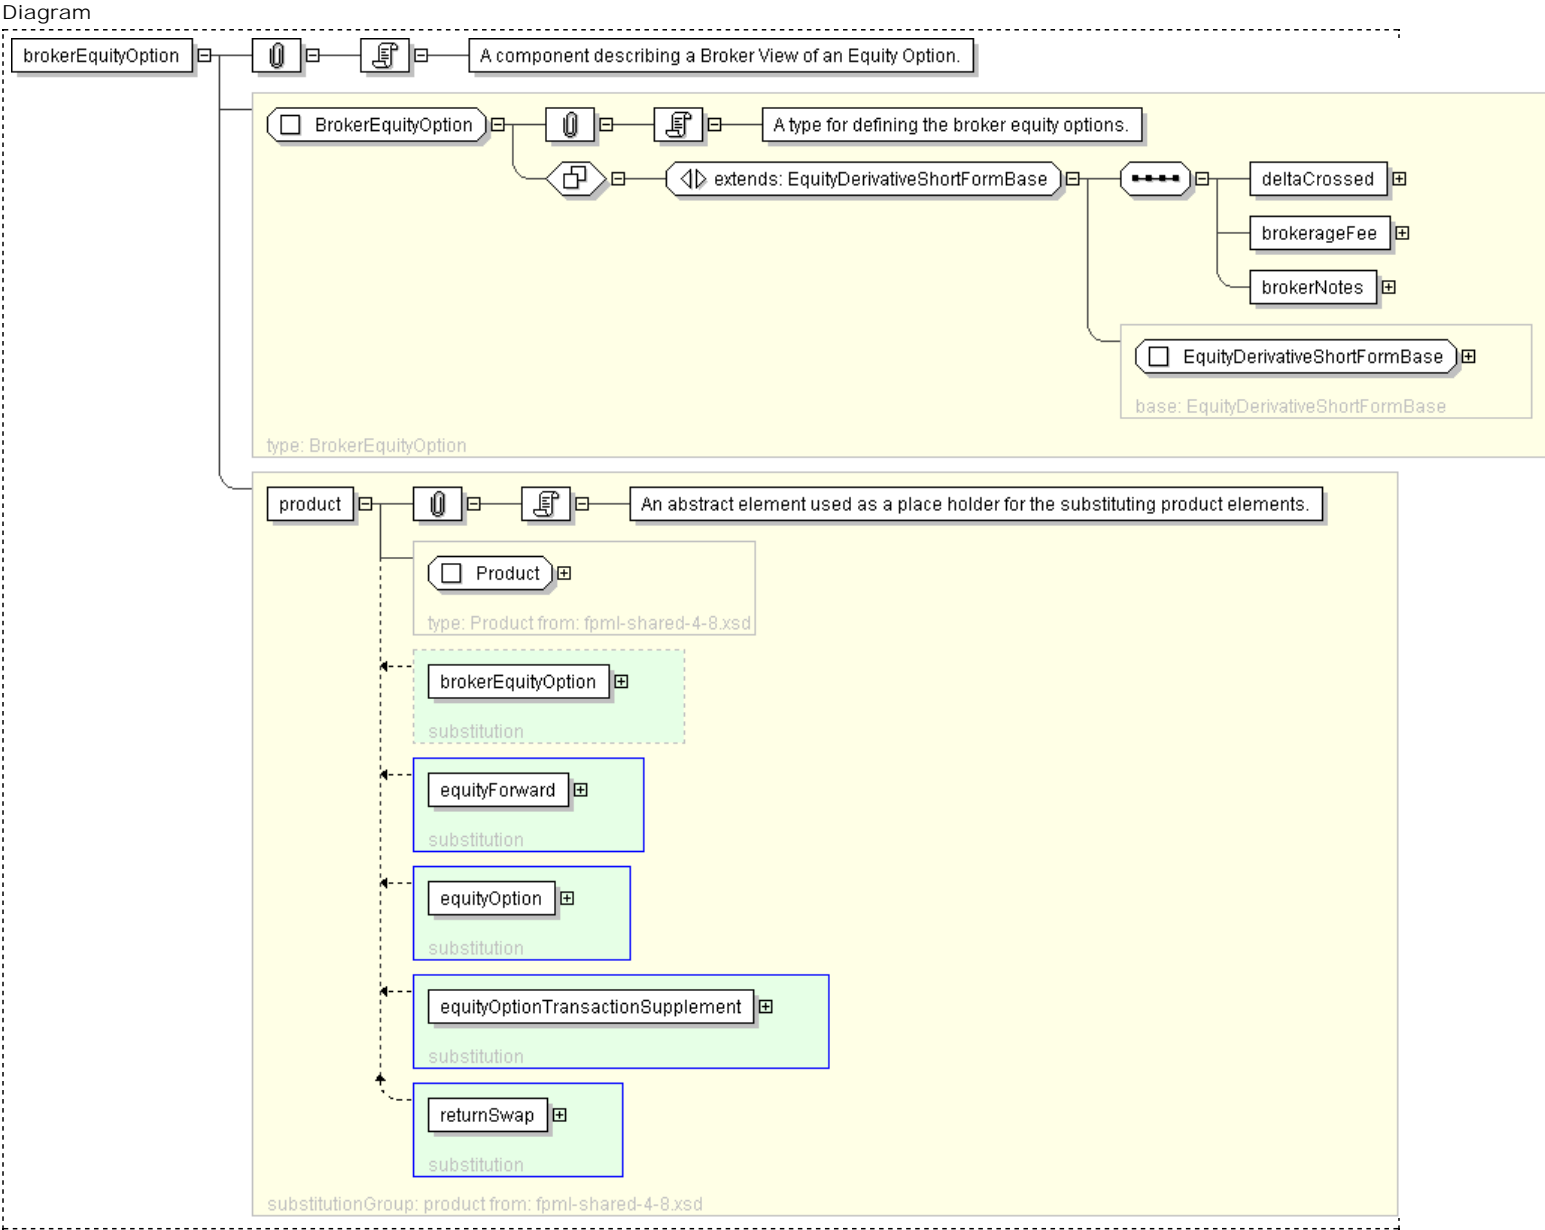 Diagram
brokerEquityOption
A component describing a Broker View of an Equity Option.
BrokerEquityOption
A type for defining the broker equity options.
extends: EquityDerivativeShortFormBase
deltaCrossed
brokerageFee
brokerNotes
EquityDerivativeShortFormBase
base: EquityDerivativeShortFormBase
type: BrokerEquityOption
product
An abstract element used as a place holder for the substituting product elements.
Product
type: Product from: fpml-shared-4-8.xsd
brokerEquityOption
substitution
equityForward
substitution
equityOption
substitution
equityOptionTransactionSupplement
substitution
returnSwap
substitution
substitutionGroup: product from: fpml-shared-4-8.xsd